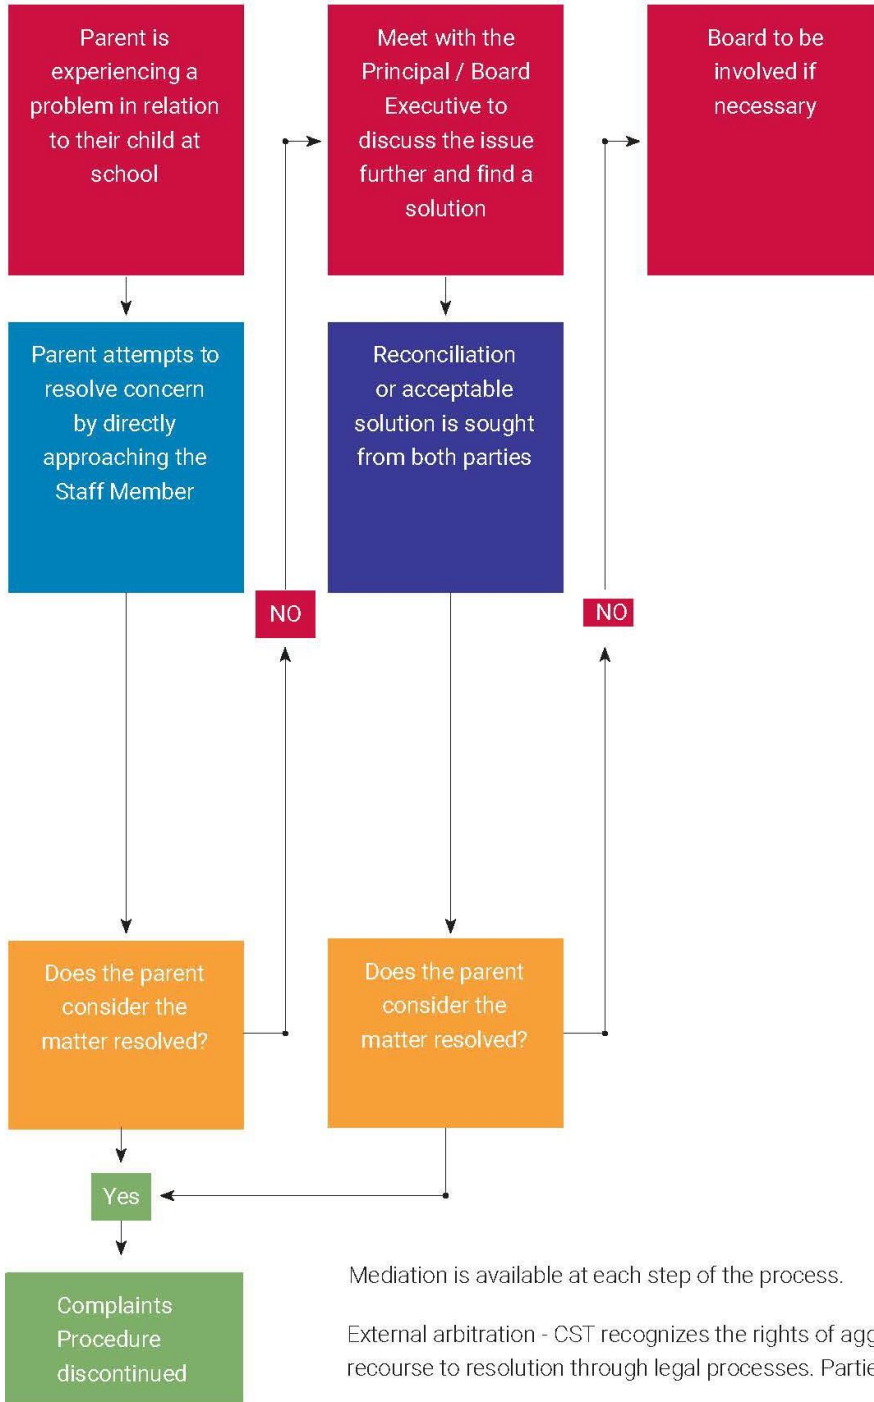 Parent is
experiencing a
problem in relation
to their child at
school
Parent attempts to
resolve concern
by directly
approaching the
Staff Member
Does the parent
consider the
matter resolved?
Yes
Complaints
Procedure
discontinued
NO
Meet with the
Principal / Board
Executive to
discuss the issue
further and find a
solution
Reconciliation
or acceptable
solution is sought
from both parties
Does the parent
consider the
matter resolved?
NO
Board to be
involved if
necessary
Mediation is available at each step of the process.
External arbitration - CST recognizes the rights of
recourse to resolution through legal processes.